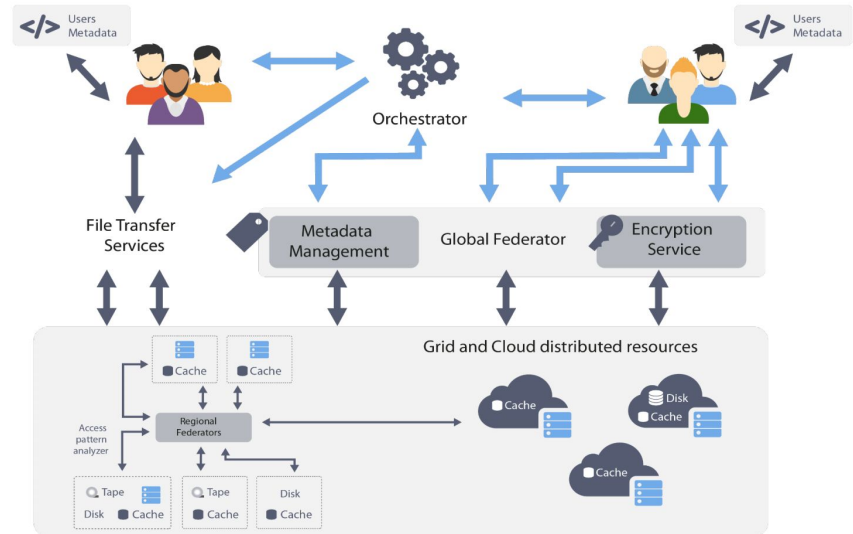 Users
Metadata
Users
Metadata
Orchestrator
File Transfer
Services
Metadata
Management
Global Federator
Encryption
Service
Grid and Cloud distributed resources
Cache
Cache
Regional
Federators
Access
pattern
analyzer
Tape
Disk
Cache
Tape
Cache
Disk
Cache
Cache
Disk
Cache
Cache